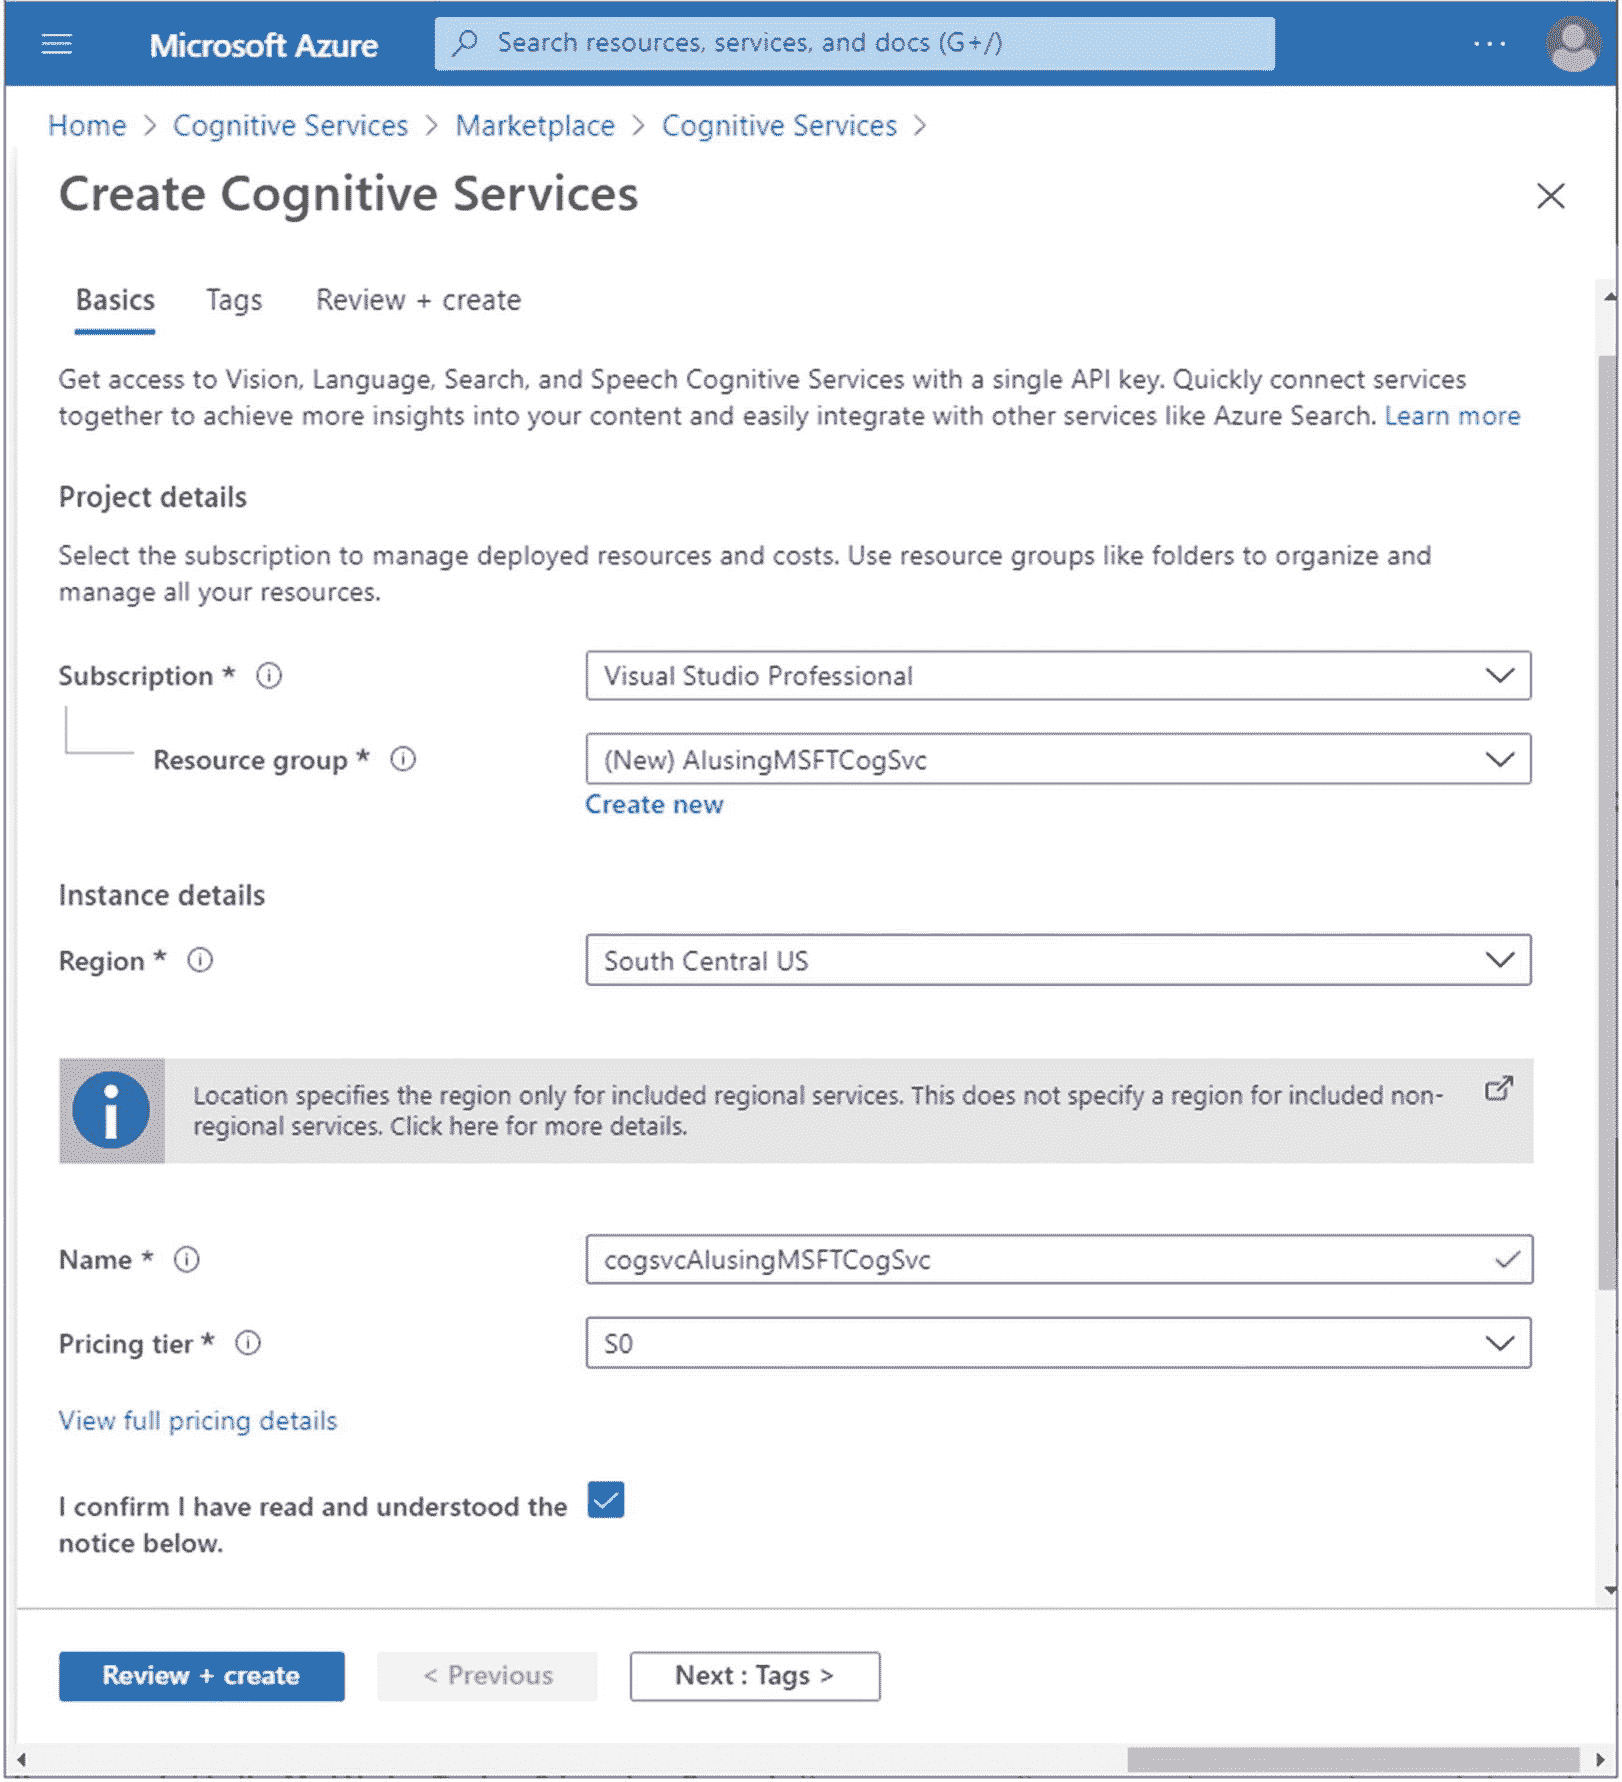 Microsoft Azure
Search resources, services, and docs (G+/)
Home > Cognitive Services > Marketplace > Cognitive Services >
Create Cognitive Services
Basics Tags Review + create
Get access to Vision, Language, Search, and Speech Cognitive Services with a single API key. Quickly connect services
together to achieve more insights into your content and easily integrate with other services like Azure Search. Learn more
Project details
Select the subscription to manage deployed resources and costs. Use resource groups like folders to organize and
manage all your resources.
Subscription * Visual Studio Professional
Resource group * (New) AIusingMSFTCogSvc
Create new
Instance details
Region * South Central US
Location specifies the region only for included regional services. This does not specify a region for included non-
regional services. Click here for more details.
Name * cogsvcAIusingMSFTCogSvc
Pricing tier * S0
View full pricing details
I confirm I have read and understood the
notice below.
Review + create < Previous Next : Tags >